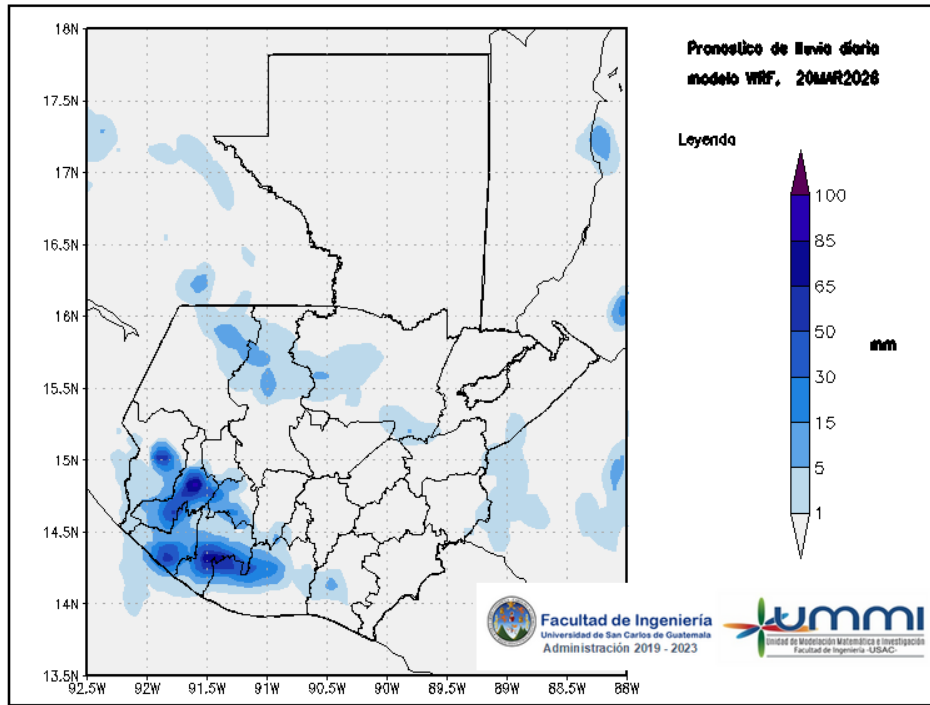 Pronostico de lluvia diaria
modelo WRF, 20MAR2026
Leyenda
100
85
65
50
30
15
5
1
mm
18N
17.5N
17N
16.5N
16N
15.5N
15N
14.5N
14N
13.5N
92.5W
92W
91.5W
91W
90.5W
90W
89.5W
89W
88.5W
88W
Facultad de Ingeniería
Universidad de San Carlos de Guatemala
Administración 2019 - 2023
ummi
Unidad de Modelación Matemática e Investigación
Facultad de Ingeniería -USAC-